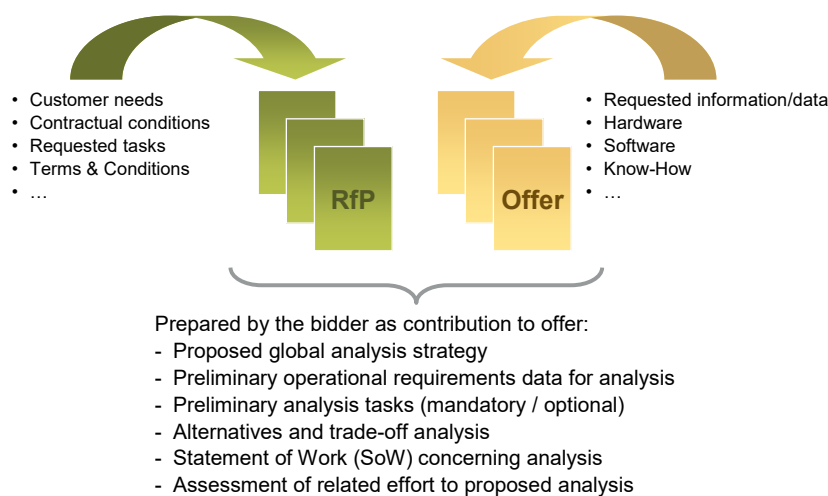 • Customer needs
• Contractual conditions
• Requested tasks
• Terms & Conditions
• …
RfP
Offer
• Requested information/data
• Hardware
• Software
• Know-How
• …
Prepared by the bidder as contribution to offer:
- Proposed global analysis strategy
- Preliminary operational requirements data for analysis
- Preliminary analysis tasks (mandatory / optional)
- Alternatives and trade-off analysis
- Statement of Work (SoW) concerning analysis
- Assessment of related effort to proposed analysis